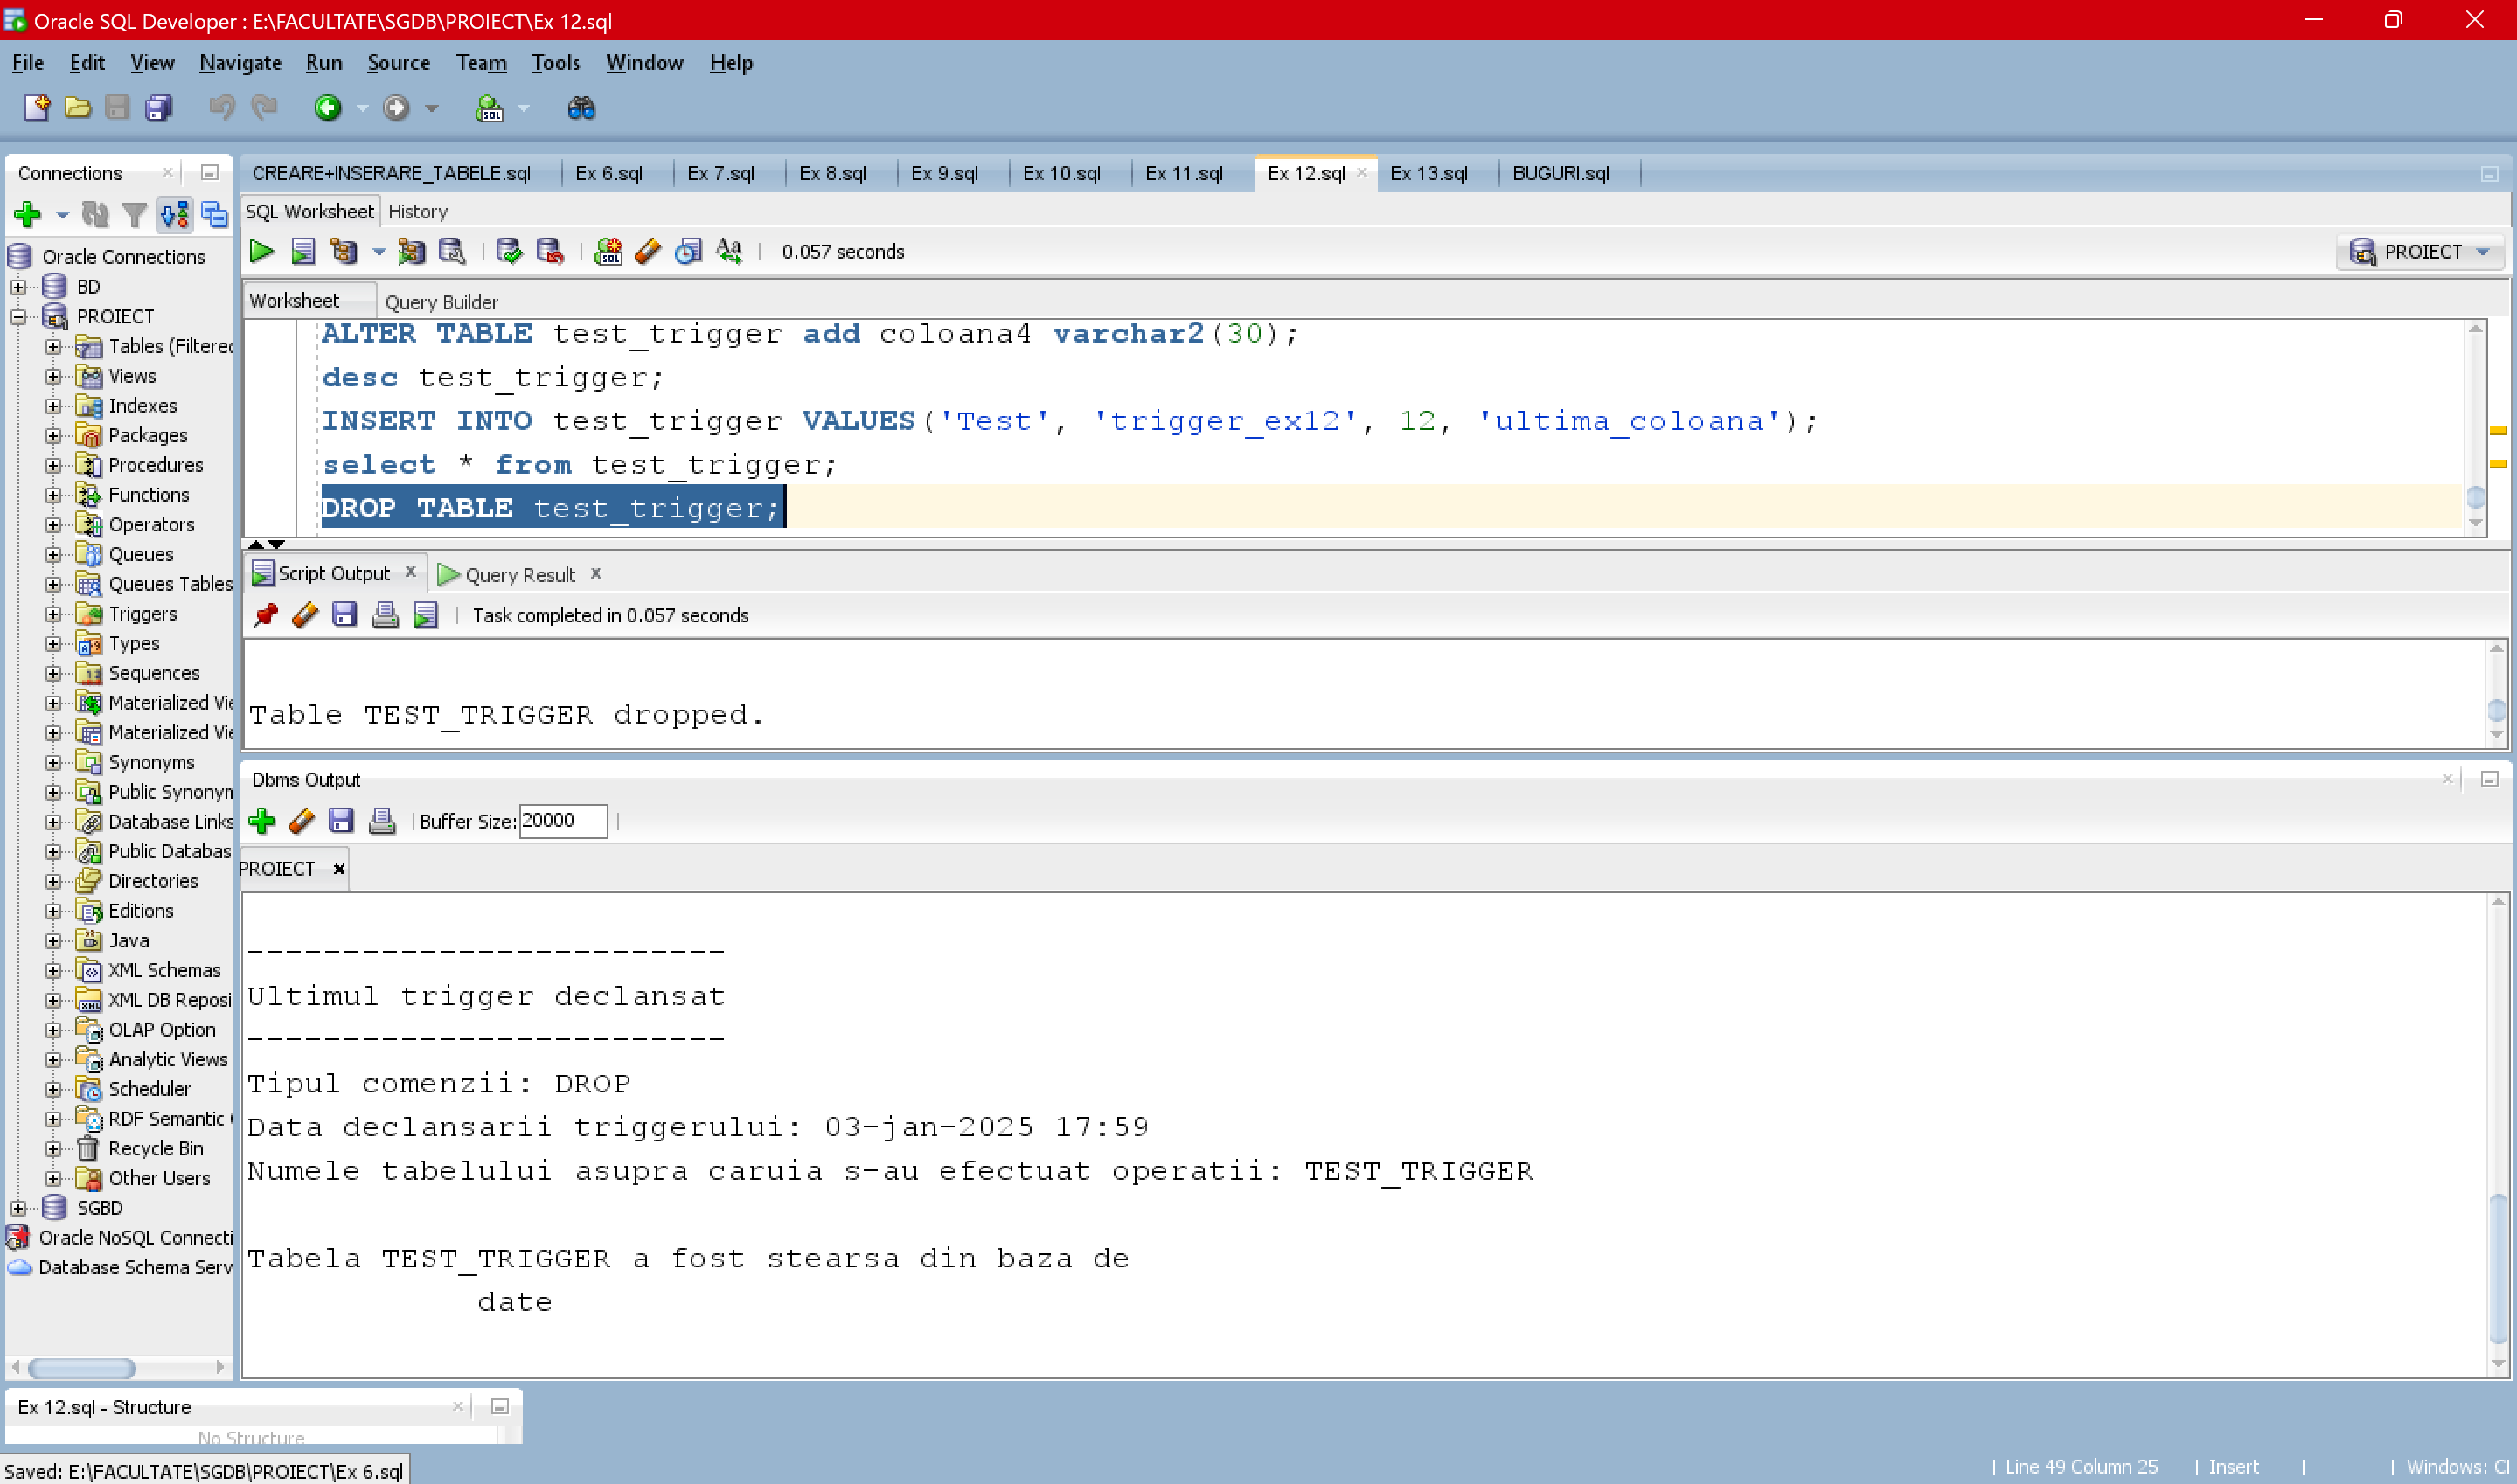 Oracle SQL Developer : E:\FACULTATE\SGDB\PROIECT\Ex 12.sql
File Edit View Navigate Run Source Team Tools Window Help
Connections
CREARE+INSERARE_TABELE.sql Ex 6.sql Ex 7.sql Ex 8.sql Ex 9.sql Ex 10.sql Ex 11.sql Ex 12.sql Ex 13.sql BUGURI.sql
SQL Worksheet History
0.057 seconds
PROIECT
Worksheet Query Builder
ALTER TABLE test_trigger add coloana4 varchar2(30);
desc test_trigger;
INSERT INTO test_trigger VALUES('Test', 'trigger_ex12', 12, 'ultima_coloana');
select * from test_trigger;
DROP TABLE test_trigger;
Script Output x Query Result x
Task completed in 0.057 seconds
Table TEST_TRIGGER dropped.
Dbms Output
Buffer Size: 20000
PROIECT
-------------------------
Ultimul trigger declansat
-------------------------
Tipul comenzii: DROP
Data declansarii triggerului: 03-jan-2025 17:59
Numele tabelului asupra caruia s-au efectuat operatii: TEST_TRIGGER
Tabela TEST_TRIGGER a fost stearsa din baza de
date
Oracle Connections
BD
PROIECT
Tables (Filtered
Views
Indexes
Packages
Procedures
Functions
Operators
Queues
Queues Tables
Triggers
Types
Sequences
Materialized Vie
Materialized Vie
Synonyms
Public Synonym
Database Links
Public Databas
Directories
Editions
Java
XML Schemas
XML DB Reposi
OLAP Option
Analytic Views
Scheduler
RDF Semantic
Recycle Bin
Other Users
SGBD
Oracle NoSQL Connecti
Database Schema Serv
Ex 12.sql - Structure
No Structure
Saved: E:\FACULTATE\SGDB\PROIECT\Ex 6.sql
Line 49 Column 25 | Insert | | Windows: Cl